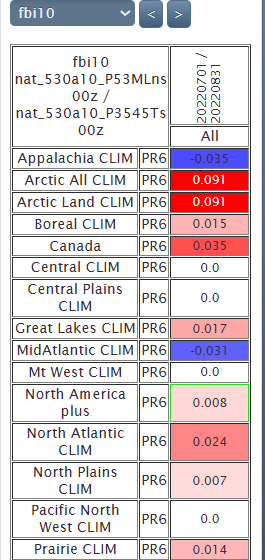 fbi10
< >
fbi10
nat_530a10_P53MLns
00z /
nat_530a10_P3545Ts
00z
20220701 /
20220831
All
Appalachia CLIM PR6 -0.035
Arctic All CLIM PR6 0.091
Arctic Land CLIM PR6 0.091
Boreal CLIM PR6 0.015
Canada PR6 0.035
Central CLIM PR6 0.0
Central Plains
CLIM PR6 0.0
Great Lakes CLIM PR6 0.017
MidAtlantic CLIM PR6 -0.031
Mt West CLIM PR6 0.0
North America
plus PR6 0.008
North Atlantic
CLIM PR6 0.024
North Plains
CLIM PR6 0.007
Pacific North
West CLIM PR6 0.0
Prairie CLIM PR6 0.014